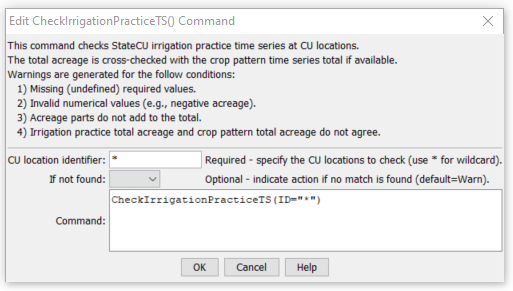 Edit CheckIrrigationPracticeTS() Command
This command checks StateCU irrigation practice time series at CU locations.
The total acreage is cross-checked with the crop pattern time series total if available.
Warnings are generated for the follow conditions:
1) Missing (undefined) required values.
2) Invalid numerical values (e.g., negative acreage).
3) Acreage parts do not add to the total.
4) Irrigation practice total acreage and crop pattern total acreage do not agree.
CU location identifier: * Required - specify the CU locations to check (use * for wildcard).
If not found: Optional - indicate action if no match is found (default=Warn).
Command: CheckIrrigationPracticeTS(ID="*")
OK Cancel Help